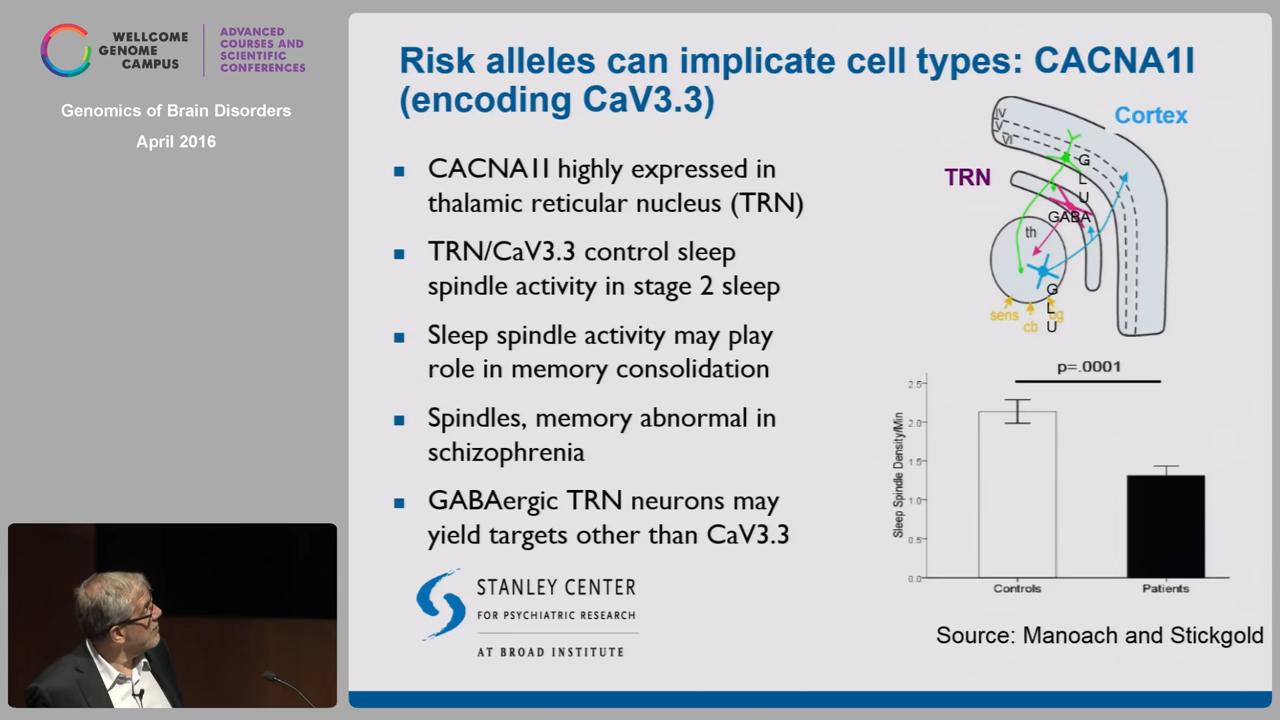 WELLCOME
GENOME
CAMPUS
ADVANCED
COURSES AND
SCIENTIFIC
CONFERENCES
Genomics of Brain Disorders
April 2016
Risk alleles can implicate cell types: CACNA1I
(encoding CaV3.3)
▪ CACNA1I highly expressed in
thalamic reticular nucleus (TRN)
▪ TRN/CaV3.3 control sleep
spindle activity in stage 2 sleep
▪ Sleep spindle activity may play
role in memory consolidation
▪ Spindles, memory abnormal in
schizophrenia
▪ GABAergic TRN neurons may
yield targets other than CaV3.3
STANLEY CENTER
FOR PSYCHIATRIC RESEARCH
AT BROAD INSTITUTE
Cortex
IV
V
VI
TRN
G
L
U
GABA
th
G
L
U
sens
cb
bg
p=.0001
Sleep Spindle Density/Min
2.5
2.0
1.5
1.0
0.5
0.0
Controls
Patients
Source: Manoach and Stickgold